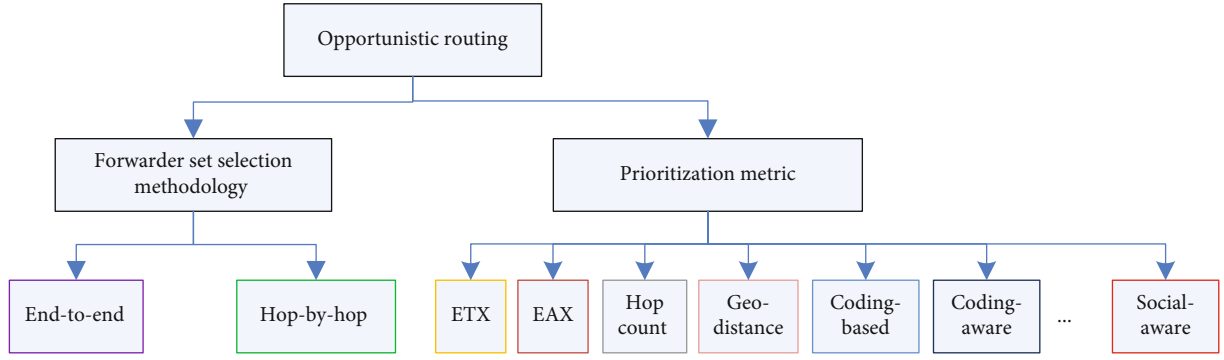 Opportunistic routing
Forwarder set selection
methodology
Prioritization metric
End-to-end
Hop-by-hop
ETX
EAX
Hop
count
Geo-
distance
Coding-
based
Coding-
aware
...
Social-
aware